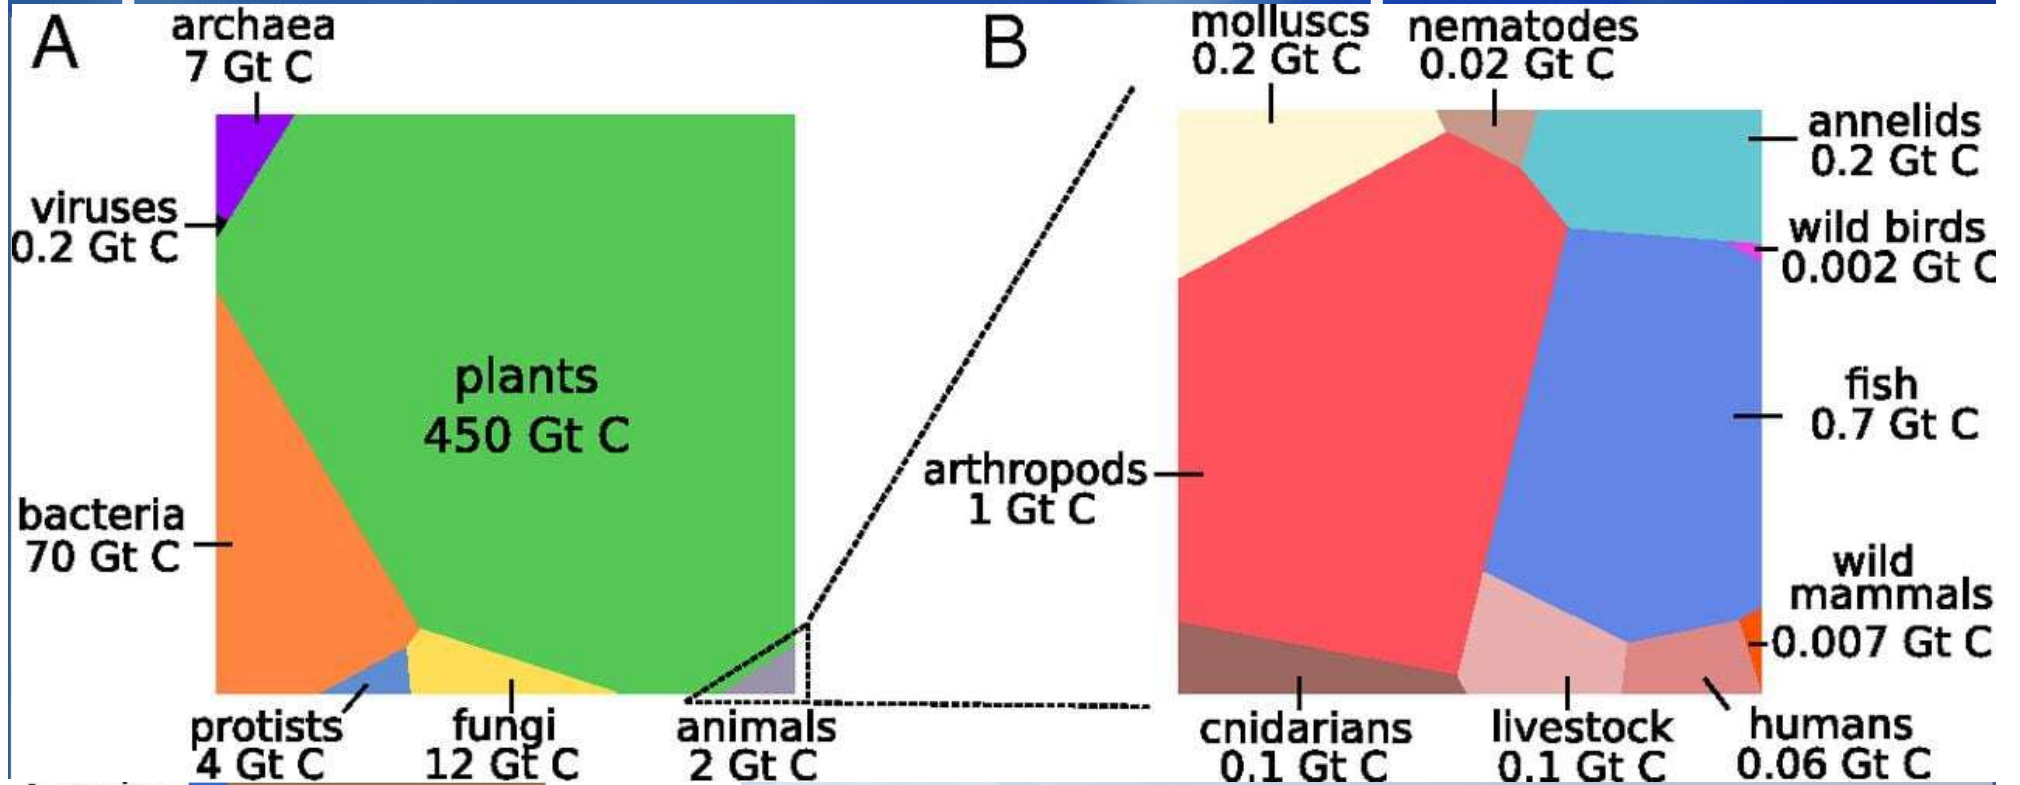 A
archaea
7 Gt C
viruses
0.2 Gt C
plants
450 Gt C
bacteria
70 Gt C
protists
4 Gt C
fungi
12 Gt C
animals
2 Gt C
B
molluscs
0.2 Gt C
nematodes
0.02 Gt C
annelids
0.2 Gt C
wild birds
0.002 Gt C
fish
0.7 Gt C
arthropods
1 Gt C
wild
mammals
0.007 Gt C
cnidarians
0.1 Gt C
livestock
0.1 Gt C
humans
0.06 Gt C